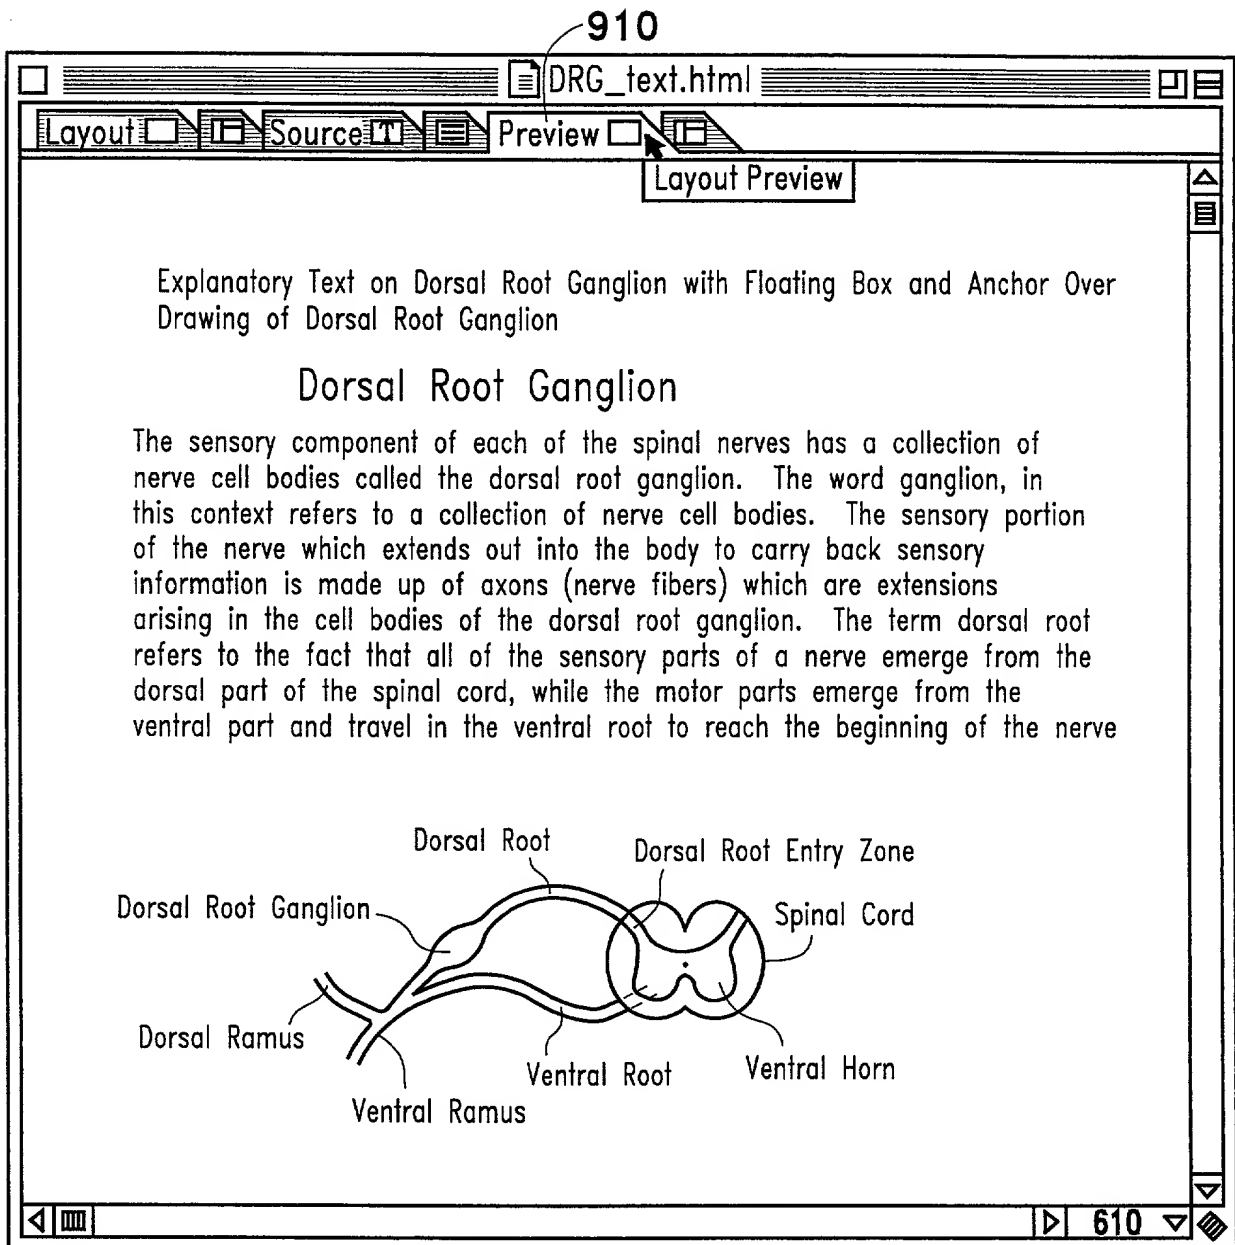 910
DRG_text.html
Layout Source T Preview
Layout Preview
Explanatory Text on Dorsal Root Ganglion with Floating Box and Anchor Over
Drawing of Dorsal Root Ganglion
Dorsal Root Ganglion
The sensory component of each of the spinal nerves has a collection of
nerve cell bodies called the dorsal root ganglion. The word ganglion, in
this context refers to a collection of nerve cell bodies. The sensory portion
of the nerve which extends out into the body to carry back sensory
information is made up of axons (nerve fibers) which are extensions
arising in the cell bodies of the dorsal root ganglion. The term dorsal root
refers to the fact that all of the sensory parts of a nerve emerge from the
dorsal part of the spinal cord, while the motor parts emerge from the
ventral part and travel in the ventral root to reach the beginning of the nerve
Dorsal Root
Dorsal Root Entry Zone
Dorsal Root Ganglion
Spinal Cord
Dorsal Ramus
Ventral Root
Ventral Horn
Ventral Ramus
610